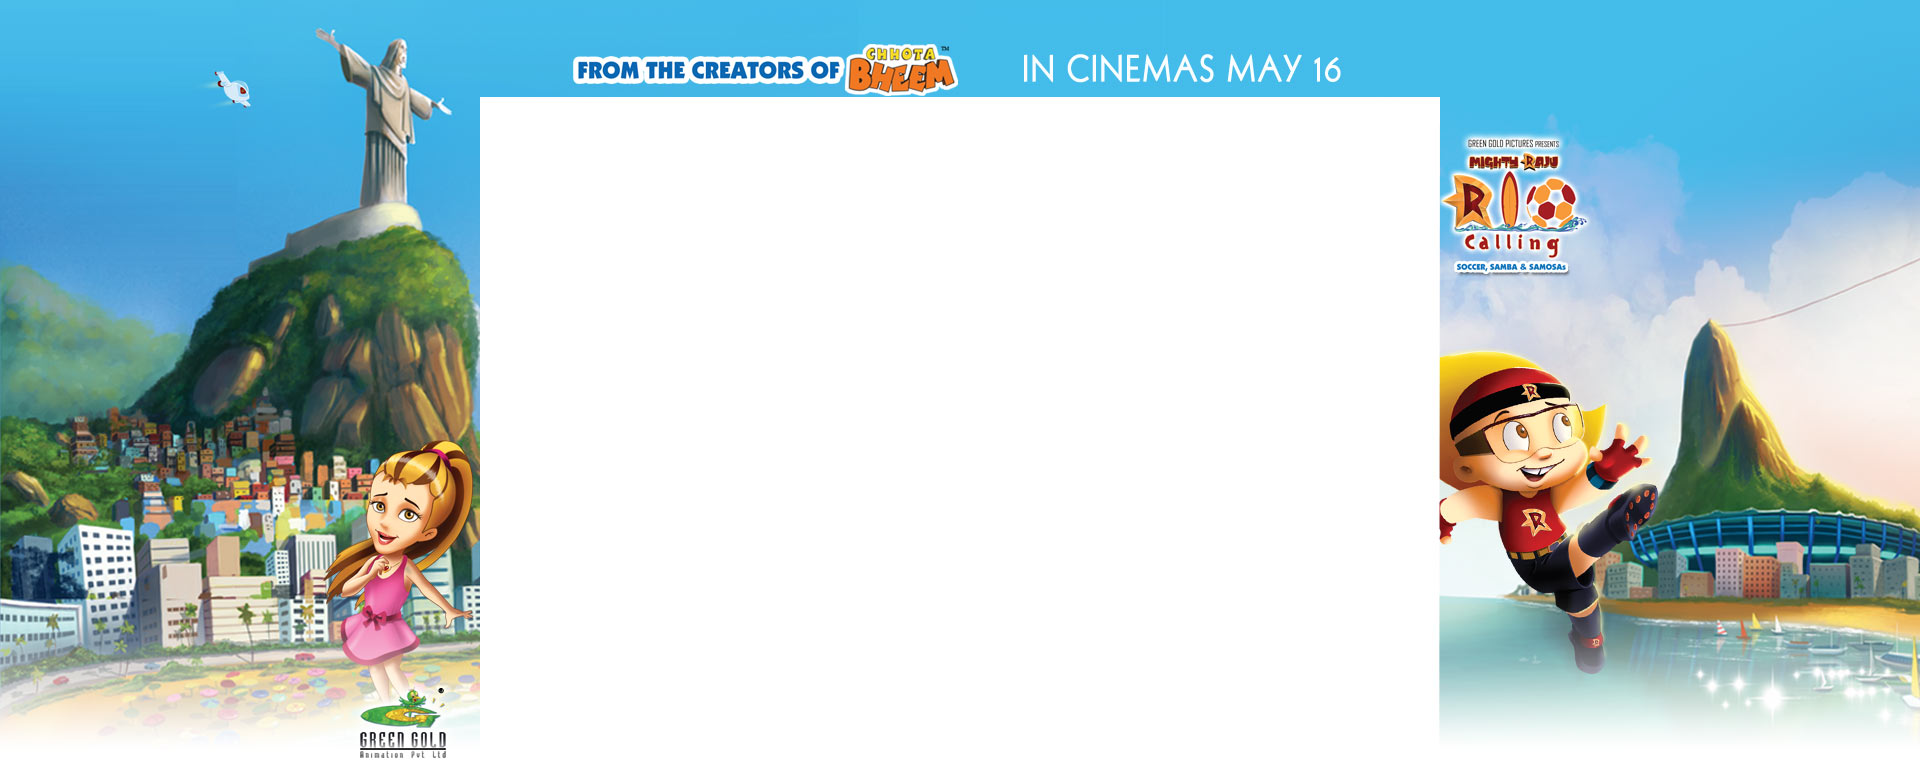 FROM THE CREATORS OF CHHOTA BHEEM™
IN CINEMAS MAY 16
GREEN GOLD PICTURES PRESENTS
MIGHTY RAJU
RIO
Calling
SOCCER, SAMBA & SAMOSAs
R
R
GREEN GOLD
Animation Pvt Ltd